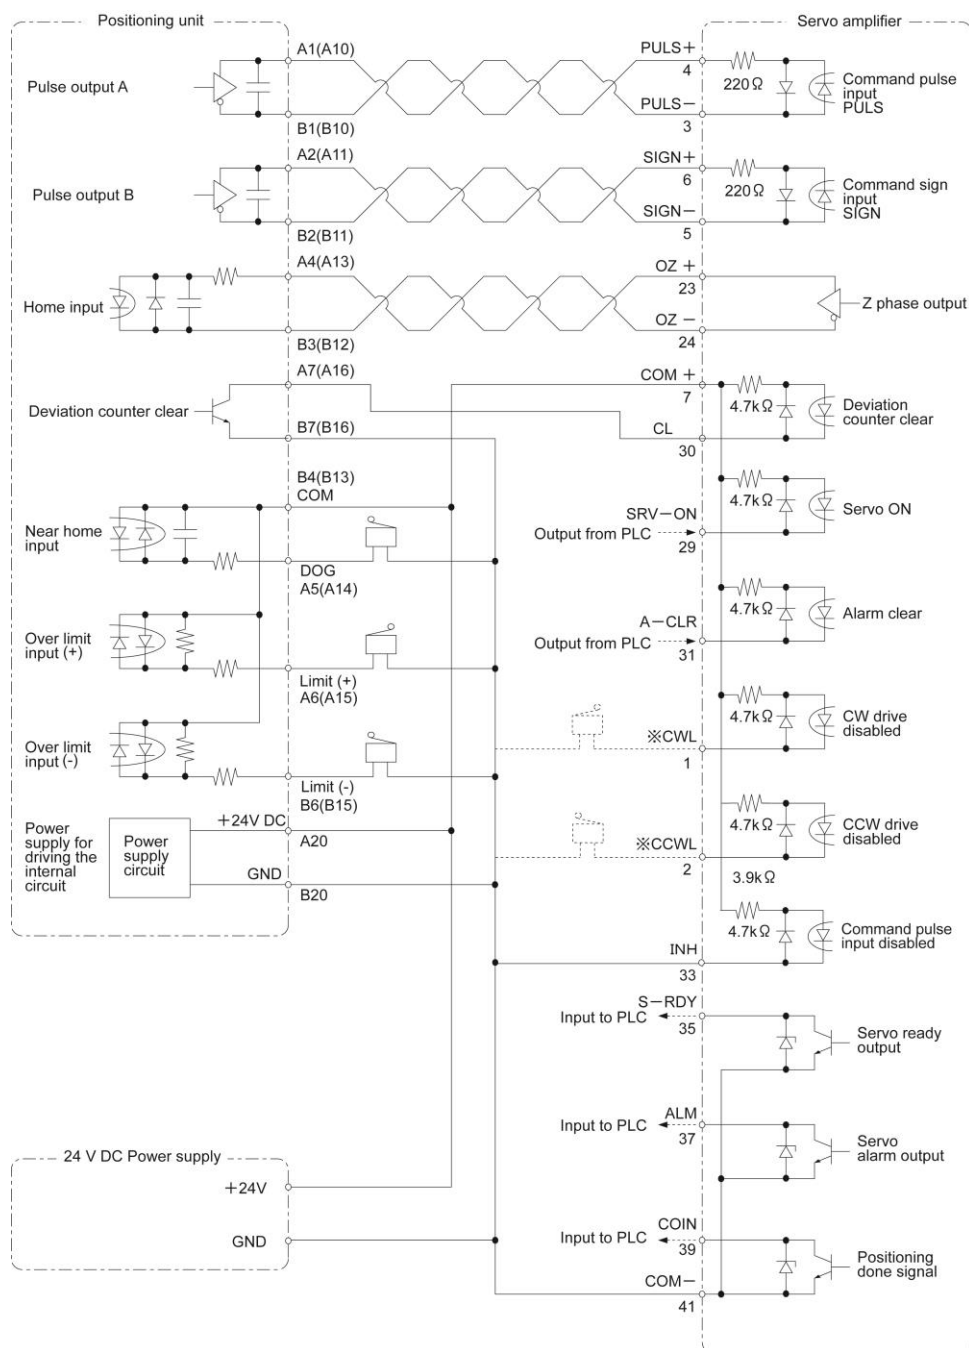 Positioning unit
Servo amplifier
A1(A10)
PULS+
4
220Ω
Pulse output A
Command pulse
input
PULS
PULS−
B1(B10)
3
A2(A11)
SIGN+
6
220Ω
Pulse output B
Command sign
input
SIGN
SIGN−
B2(B11)
5
A4(A13)
OZ +
23
Home input
Z phase output
OZ −
B3(B12)
24
A7(A16)
COM +
7
4.7kΩ
Deviation counter clear
Deviation
counter clear
B7(B16)
CL
30
B4(B13)
COM
4.7kΩ
Near home
input
SRV−ON
Output from PLC
29
Servo ON
DOG
A5(A14)
4.7kΩ
Over limit
input (+)
A−CLR
Output from PLC
31
Alarm clear
Limit (+)
A6(A15)
4.7kΩ
Over limit
input (-)
※CWL
1
CW drive
disabled
Limit (-)
B6(B15)
+24V DC
A20
Power
supply for
driving the
internal
circuit
Power
supply
circuit
4.7kΩ
※CCWL
2
CCW drive
disabled
GND
B20
3.9kΩ
4.7kΩ
Command pulse
input disabled
INH
33
S−RDY
Input to PLC
35
Servo ready
output
ALM
Input to PLC
37
Servo
alarm output
24 V DC Power supply
+24V
GND
COIN
Input to PLC
39
Positioning
done signal
COM−
41